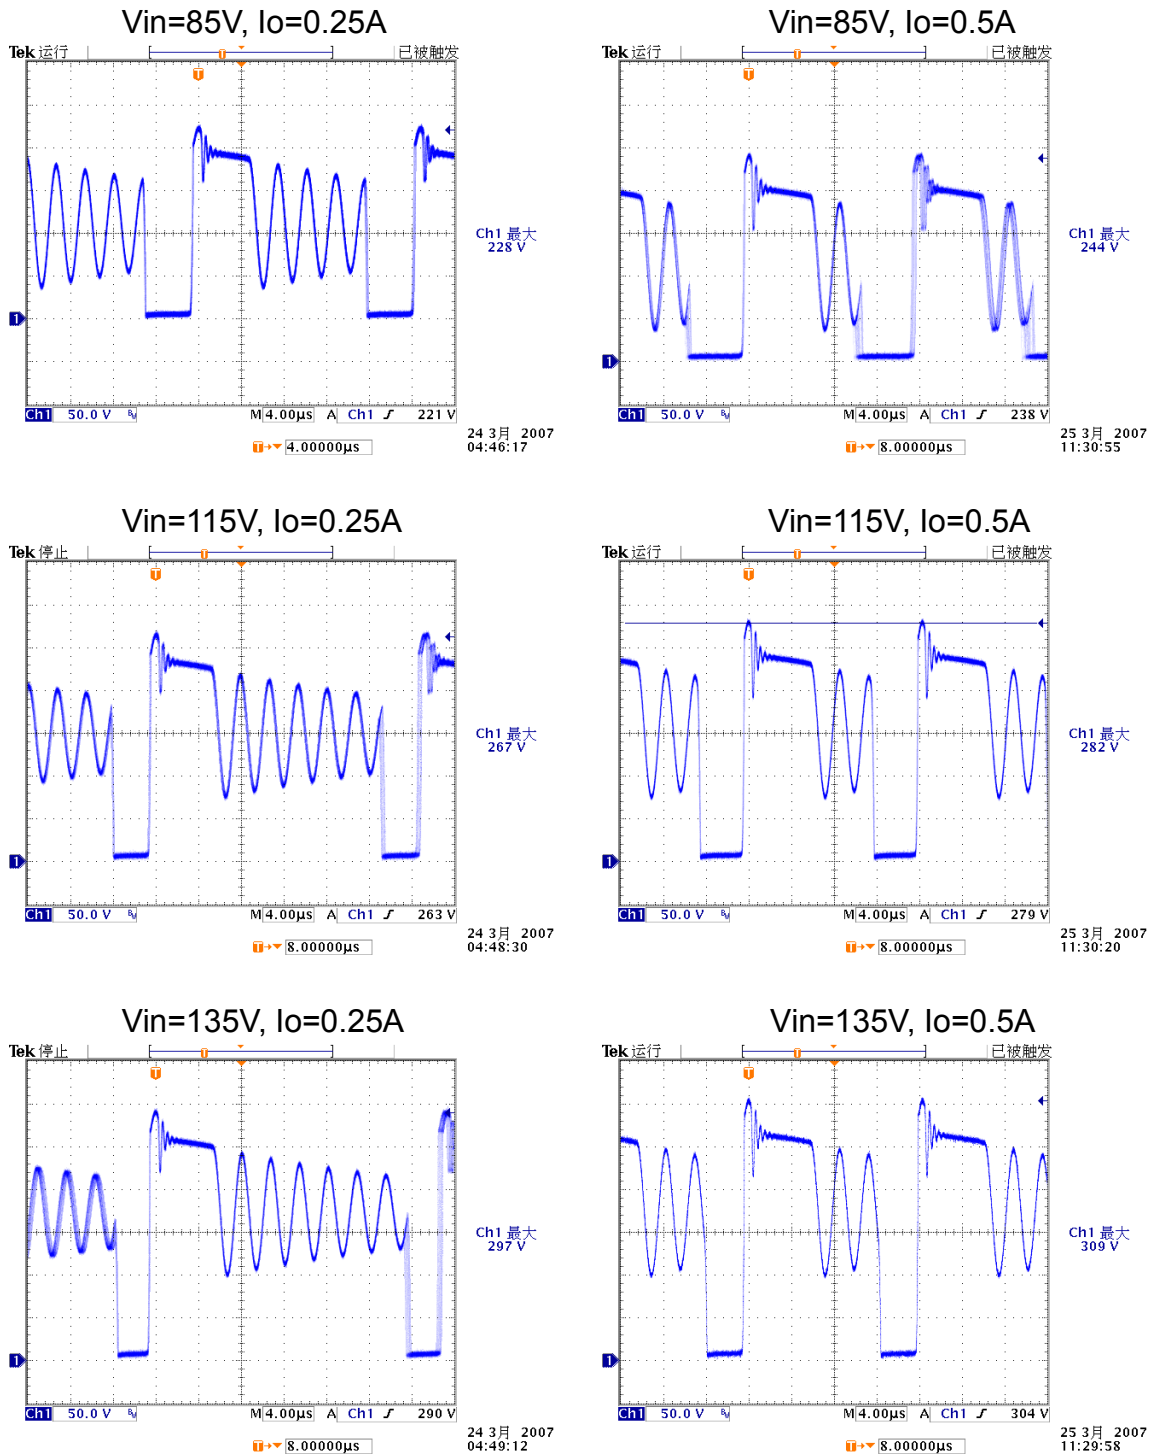 Vin=85V, Io=0.25A
Tek 运行
已被触发
T
T
Ch1 最大
228 V
1
Ch1 50.0 V
M 4.00µs A Ch1 221 V
T 4.00000µs
24 3月 2007
04:46:17
Vin=85V, Io=0.5A
Tek 运行
已被触发
T
T
Ch1 最大
244 V
1
Ch1 50.0 V
M 4.00µs A Ch1 238 V
T 8.00000µs
25 3月 2007
11:30:55
Vin=115V, Io=0.25A
Tek 停止
T
T
Ch1 最大
267 V
1
Ch1 50.0 V
M 4.00µs A Ch1 263 V
T 8.00000µs
24 3月 2007
04:48:30
Vin=115V, Io=0.5A
Tek 运行
已被触发
T
T
Ch1 最大
282 V
1
Ch1 50.0 V
M 4.00µs A Ch1 279 V
T 8.00000µs
25 3月 2007
11:30:20
Vin=135V, Io=0.25A
Tek 停止
T
T
Ch1 最大
297 V
1
Ch1 50.0 V
M 4.00µs A Ch1 290 V
T 8.00000µs
24 3月 2007
04:49:12
Vin=135V, Io=0.5A
Tek 运行
已被触发
T
T
Ch1 最大
309 V
1
Ch1 50.0 V
M 4.00µs A Ch1 304 V
T 8.00000µs
25 3月 2007
11:29:58